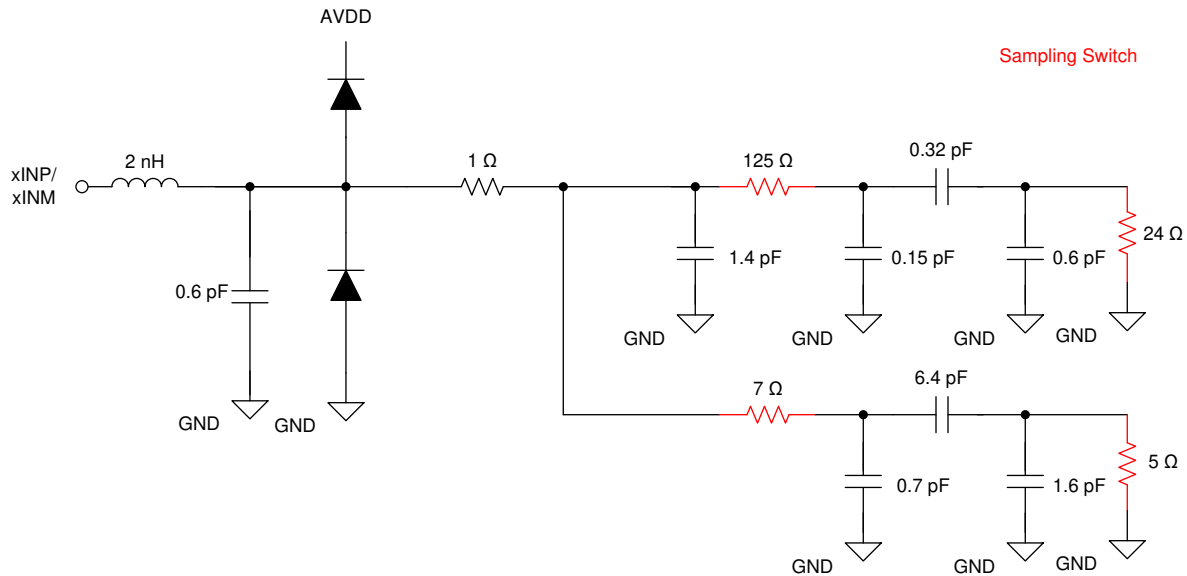 AVDD
Sampling Switch
xINP/
xINM
2 nH
1 Ω
125 Ω
0.32 pF
24 Ω
0.6 pF
1.4 pF
0.15 pF
0.6 pF
GND
GND
GND
GND
7 Ω
6.4 pF
GND
GND
0.7 pF
1.6 pF
5 Ω
GND
GND
GND